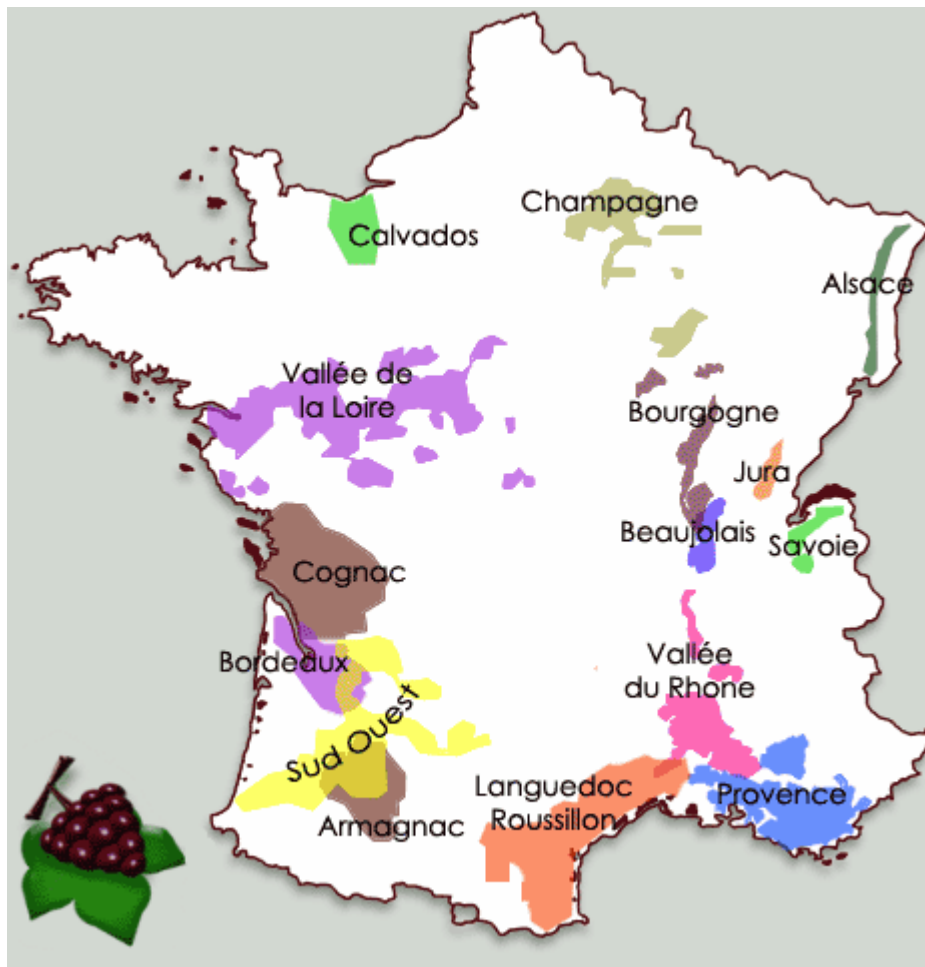 Champagne
Calvados
Alsace
Vallée de
la Loire
Bourgogne
Jura
Beaujolais
Savoie
Cognac
Bordeaux
Vallée
du Rhone
Sud Ouest
Languedoc
Roussillon
Provence
Armagnac